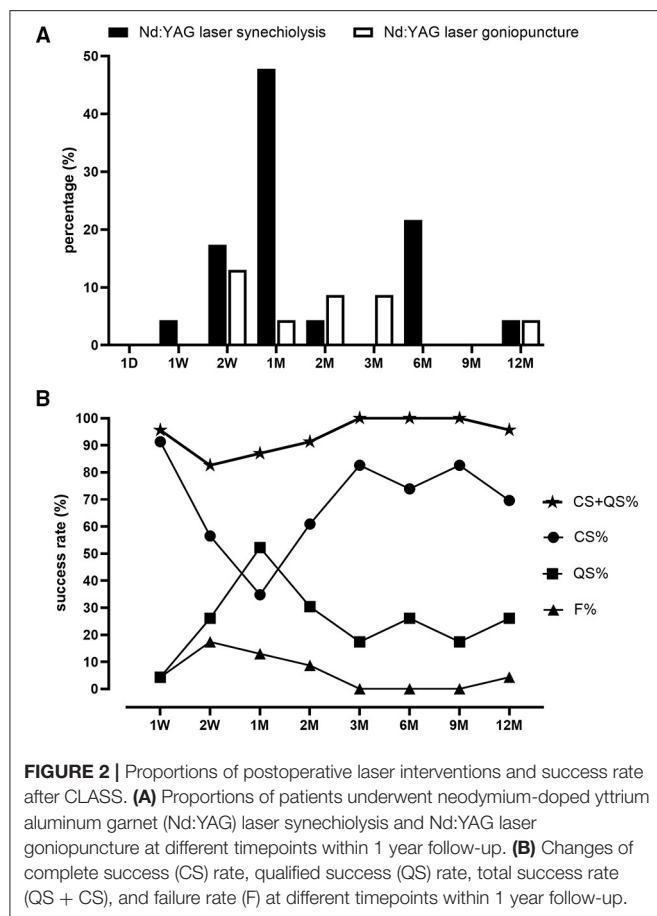 A
Nd:YAG laser synechiolysis Nd:YAG laser goniopuncture
50
40
30
20
10
0
percentage (%)
1D 1W 2W 1M 2M 3M 6M 9M 12M
B
100
90
80
70
60
50
40
30
20
10
0
success rate (%)
CS+QS%
CS%
QS%
F%
1W 2W 1M 2M 3M 6M 9M 12M
FIGURE 2 | Proportions of postoperative laser interventions and success rate
after CLASS. (A) Proportions of patients underwent neodymium-doped yttrium
aluminum garnet (Nd:YAG) laser synechiolysis and Nd:YAG laser
goniopuncture at different timepoints within 1 year follow-up. (B) Changes of
complete success (CS) rate, qualified success (QS) rate, total success rate
(QS + CS), and failure rate (F) at different timepoints within 1 year follow-up.